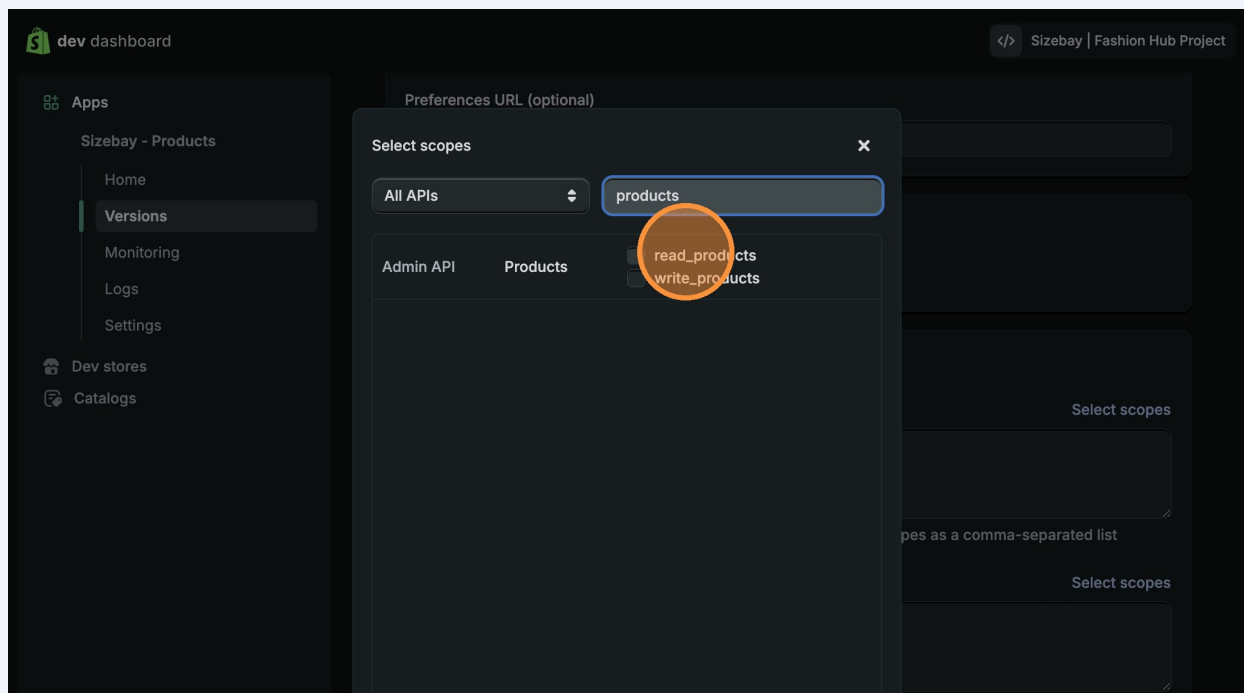 dev dashboard
Sizebay | Fashion Hub Project
Apps
Sizebay - Products
Home
Versions
Monitoring
Logs
Settings
Dev stores
Catalogs
Preferences URL (optional)
Select scopes
All APIs
products
Admin API
Products
read_products
write_products
Select scopes
pes as a comma-separated list
Select scopes